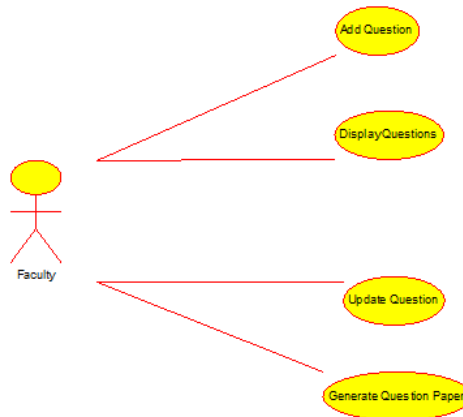 Add Question
DisplayQuestions
Faculty
Update Question
Generate Question Paper